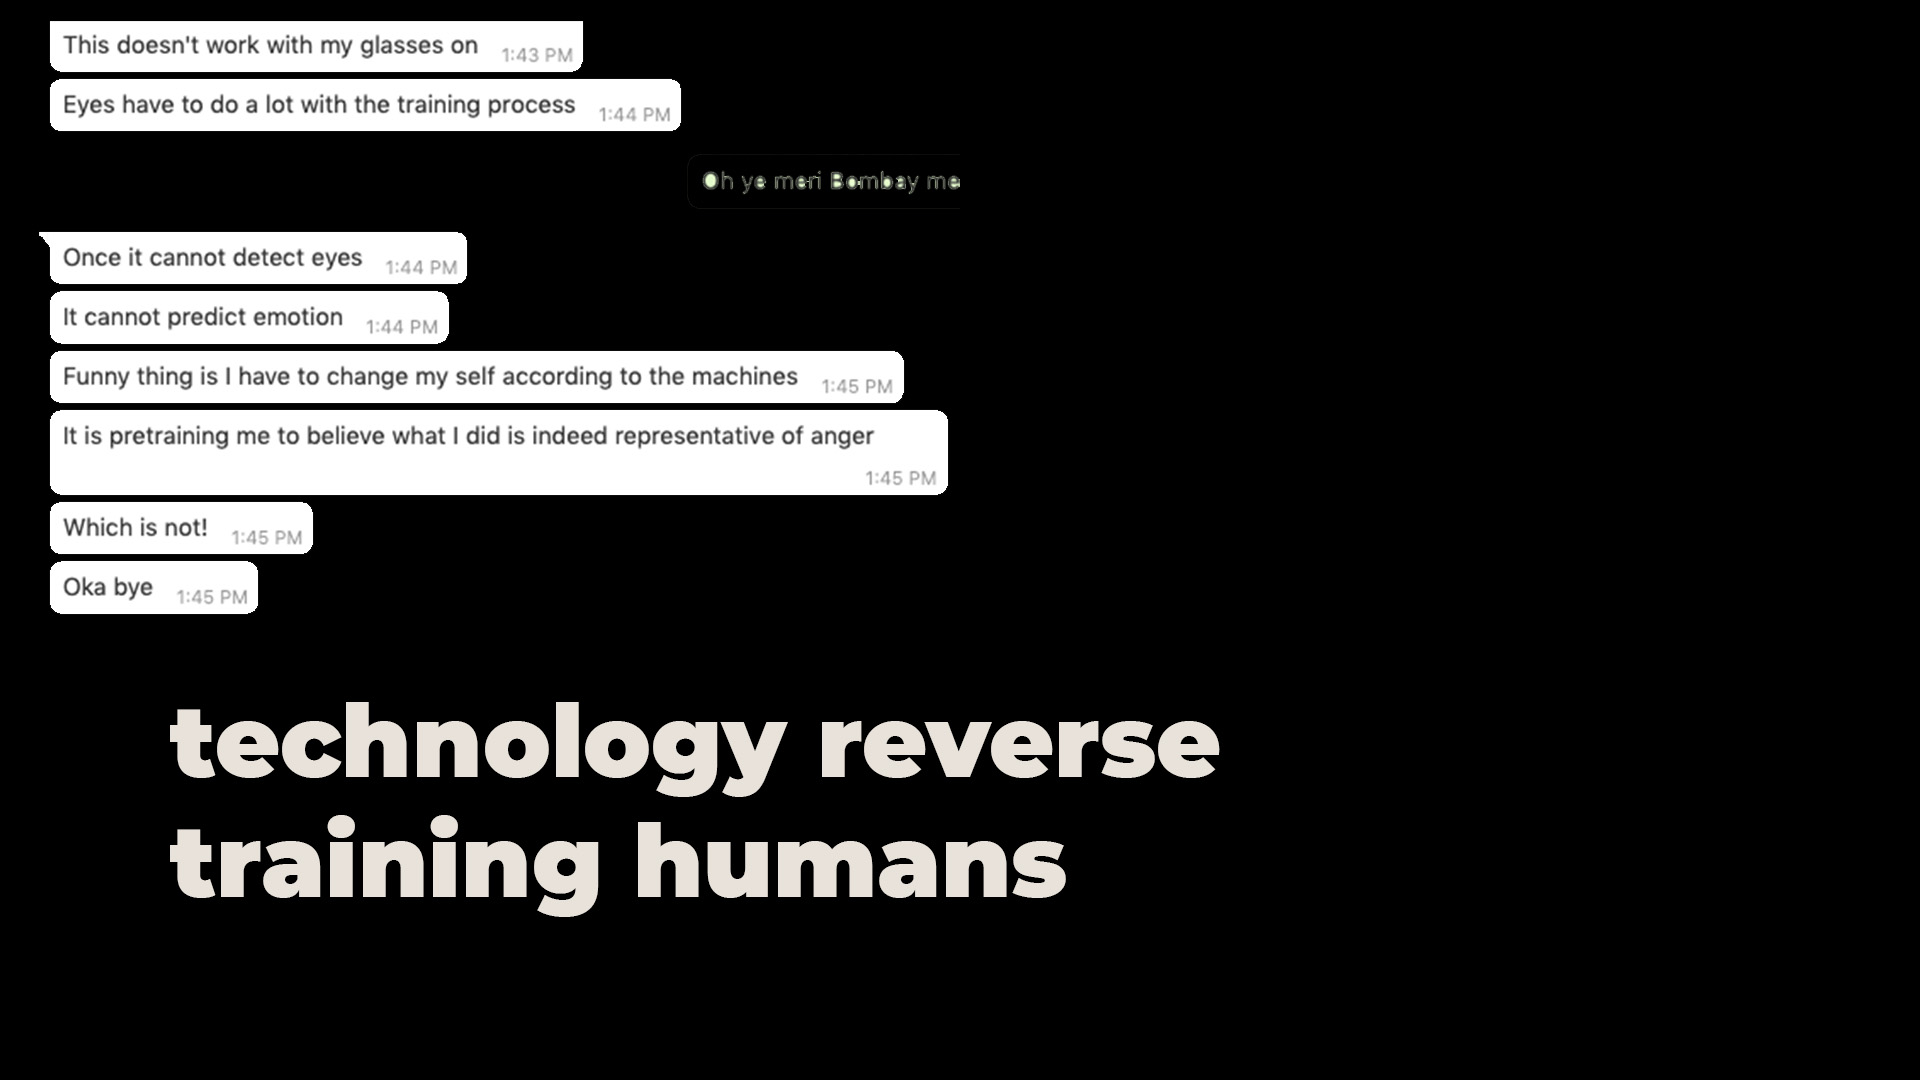 This doesn't work with my glasses on 1:43 PM
Eyes have to do a lot with the training process 1:44 PM
Oh ye meri Bombay me
Once it cannot detect eyes 1:44 PM
It cannot predict emotion 1:44 PM
Funny thing is I have to change my self according to the machines 1:45 PM
It is pretraining me to believe what I did is indeed representative of anger
1:45 PM
Which is not! 1:45 PM
Oka bye 1:45 PM
technology reverse
training humans